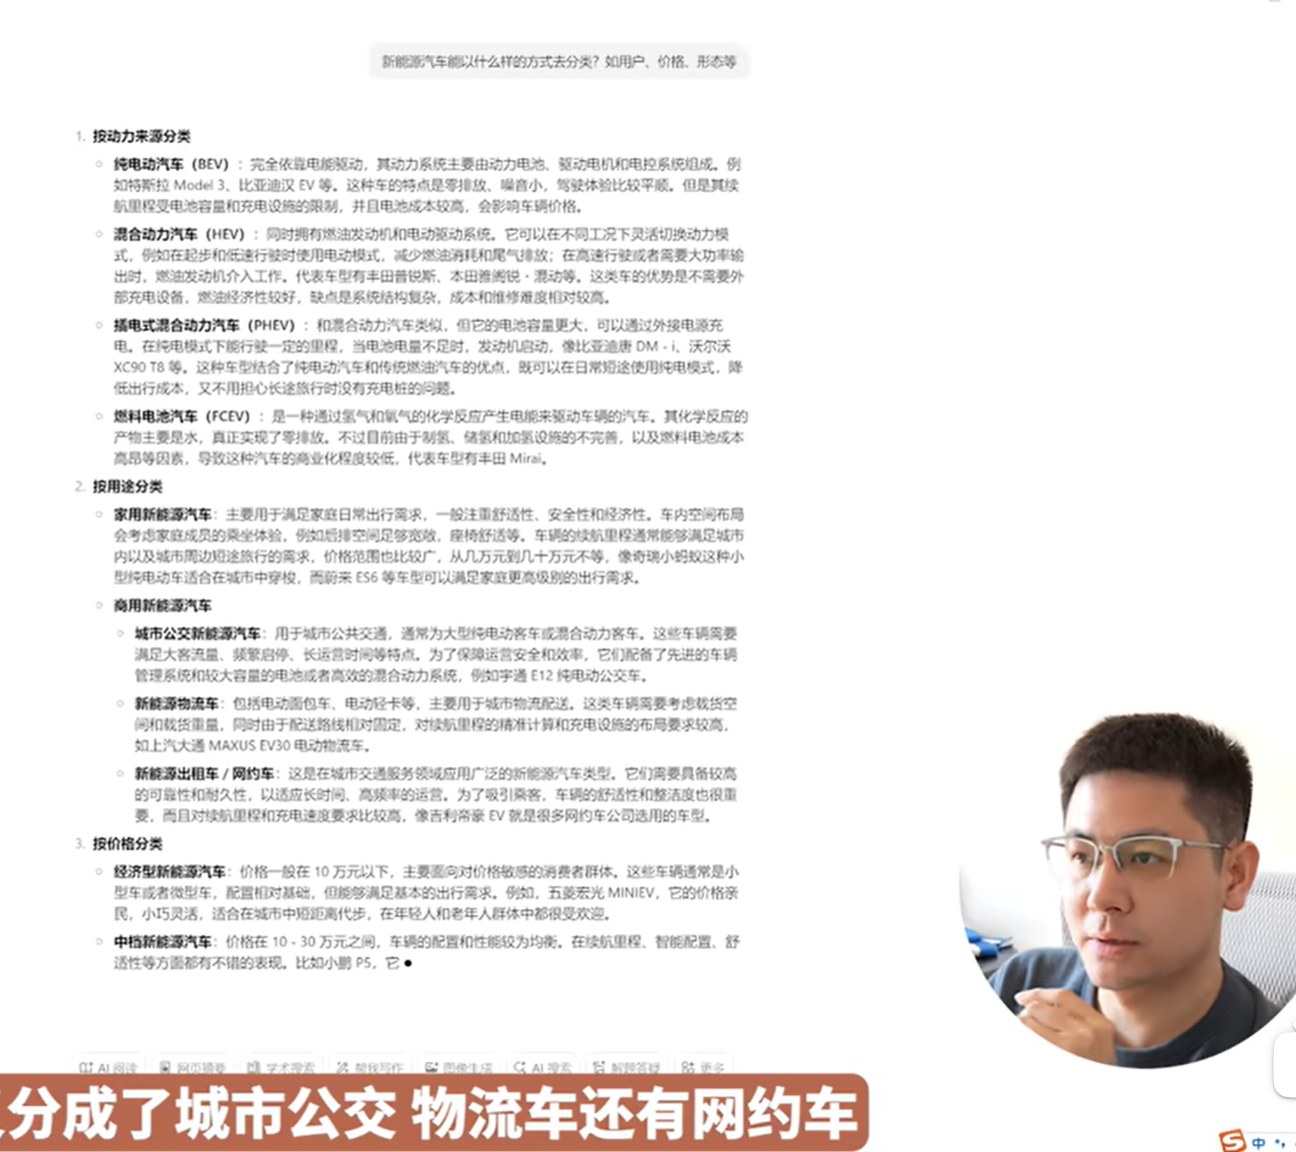 新能源汽车能以什么样的方式去分类？如用户、价格、形态等
1. 按动力来源分类
纯电动汽车（BEV）：完全依靠电能驱动，其动力系统主要由动力电池、驱动电机和电控系统组成。例
如特斯拉 Model 3、比亚迪汉 EV 等。这种车的特点是零排放、噪音小，驾驶体验比较平顺。但是其续
航里程受电池容量和充电设施的限制，并且电池成本较高，会影响车辆价格。
混合动力汽车（HEV）：同时拥有燃油发动机和电动驱动系统。它可以在不同工况下灵活切换动力模
式，例如在起步和低速行驶时使用电动模式，减少燃油消耗和尾气排放；在高速行驶或者需要大功率输
出时，燃油发动机介入工作。代表车型有丰田普锐斯、本田雅阁锐·混动等。这类车的优势是不需要外
部充电设备，燃油经济性较好，缺点是系统结构复杂，成本和维修难度相对较高。
插电式混合动力汽车（PHEV）：和混合动力汽车类似，但它的电池容量更大，可以通过外接电源充
电。在纯电模式下能行驶一定的里程，当电池电量不足时，发动机启动，像比亚迪唐 DM - i、沃尔沃
XC90 T8 等。这种车型结合了纯电动汽车和传统燃油汽车的优点，既可以在日常短途使用纯电模式，降
低出行成本，又不用担心长途旅行时没有充电桩的问题。
燃料电池汽车（FCEV）：是一种通过氢气和氧气的化学反应产生电能来驱动车辆的汽车。其化学反应的
产物主要是水，真正实现了零排放。不过目前由于制氢、储氢和加氢设施的不完善，以及燃料电池成本
高昂等因素，导致这种汽车的商业化程度较低，代表车型有丰田 Mirai。
2. 按用途分类
家用新能源汽车：主要用于满足家庭日常出行需求，一般注重舒适性、安全性和经济性。车内空间布局
会考虑家庭成员的乘坐体验，例如后排空间足够宽敞，座椅舒适等。车辆的续航里程通常能够满足城市
内以及城市周边短途旅行的需求，价格范围也比较广，从几万元到几十万元不等，像奇瑞小蚂蚁这种小
型纯电动车适合在城市中穿梭，而蔚来 ES6 等车型可以满足家庭更高级别的出行需求。
商用新能源汽车
城市公交新能源汽车：用于城市公共交通，通常为大型纯电动客车或混合动力客车。这些车辆需要
满足大客流量、频繁启停、长运营时间等特点。为了保障运营安全和效率，它们配备了先进的车辆
管理系统和较大容量的电池或者高效的混合动力系统，例如宇通 E12 纯电动公交车。
新能源物流车：包括电动面包车、电动轻卡等，主要用于城市物流配送。这类车辆需要考虑载货空
间和载货重量，同时由于配送路线相对固定，对续航里程的精准计算和充电设施的布局要求较高，
如上汽大通 MAXUS EV30 电动物流车。
新能源出租车 / 网约车：这是在城市交通服务领域应用广泛的新能源汽车类型。它们需要具备较高
的可靠性和耐久性，以适应长时间、高频率的运营。为了吸引乘客，车辆的舒适性和整洁度也很重
要，而且对续航里程和充电速度要求比较高，像吉利帝豪 EV 就是很多网约车公司选用的车型。
3. 按价格分类
经济型新能源汽车：价格一般在 10 万元以下，主要面向对价格敏感的消费者群体。这些车辆通常是小
型车或者微型车，配置相对基础，但能够满足基本的出行需求。例如，五菱宏光 MINIEV，它的价格亲
民，小巧灵活，适合在城市中短距离代步，在年轻人和老年人群体中都很受欢迎。
中档新能源汽车：价格在 10 - 30 万元之间，车辆的配置和性能较为均衡。在续航里程、智能配置、舒
适性等方面都有不错的表现。比如小鹏 P5，它
AI 阅读 网页摘要 学术搜索 帮我写作 图像生成 AI 搜索 解题答疑 更多
分成了城市公交 物流车还有网约车
中